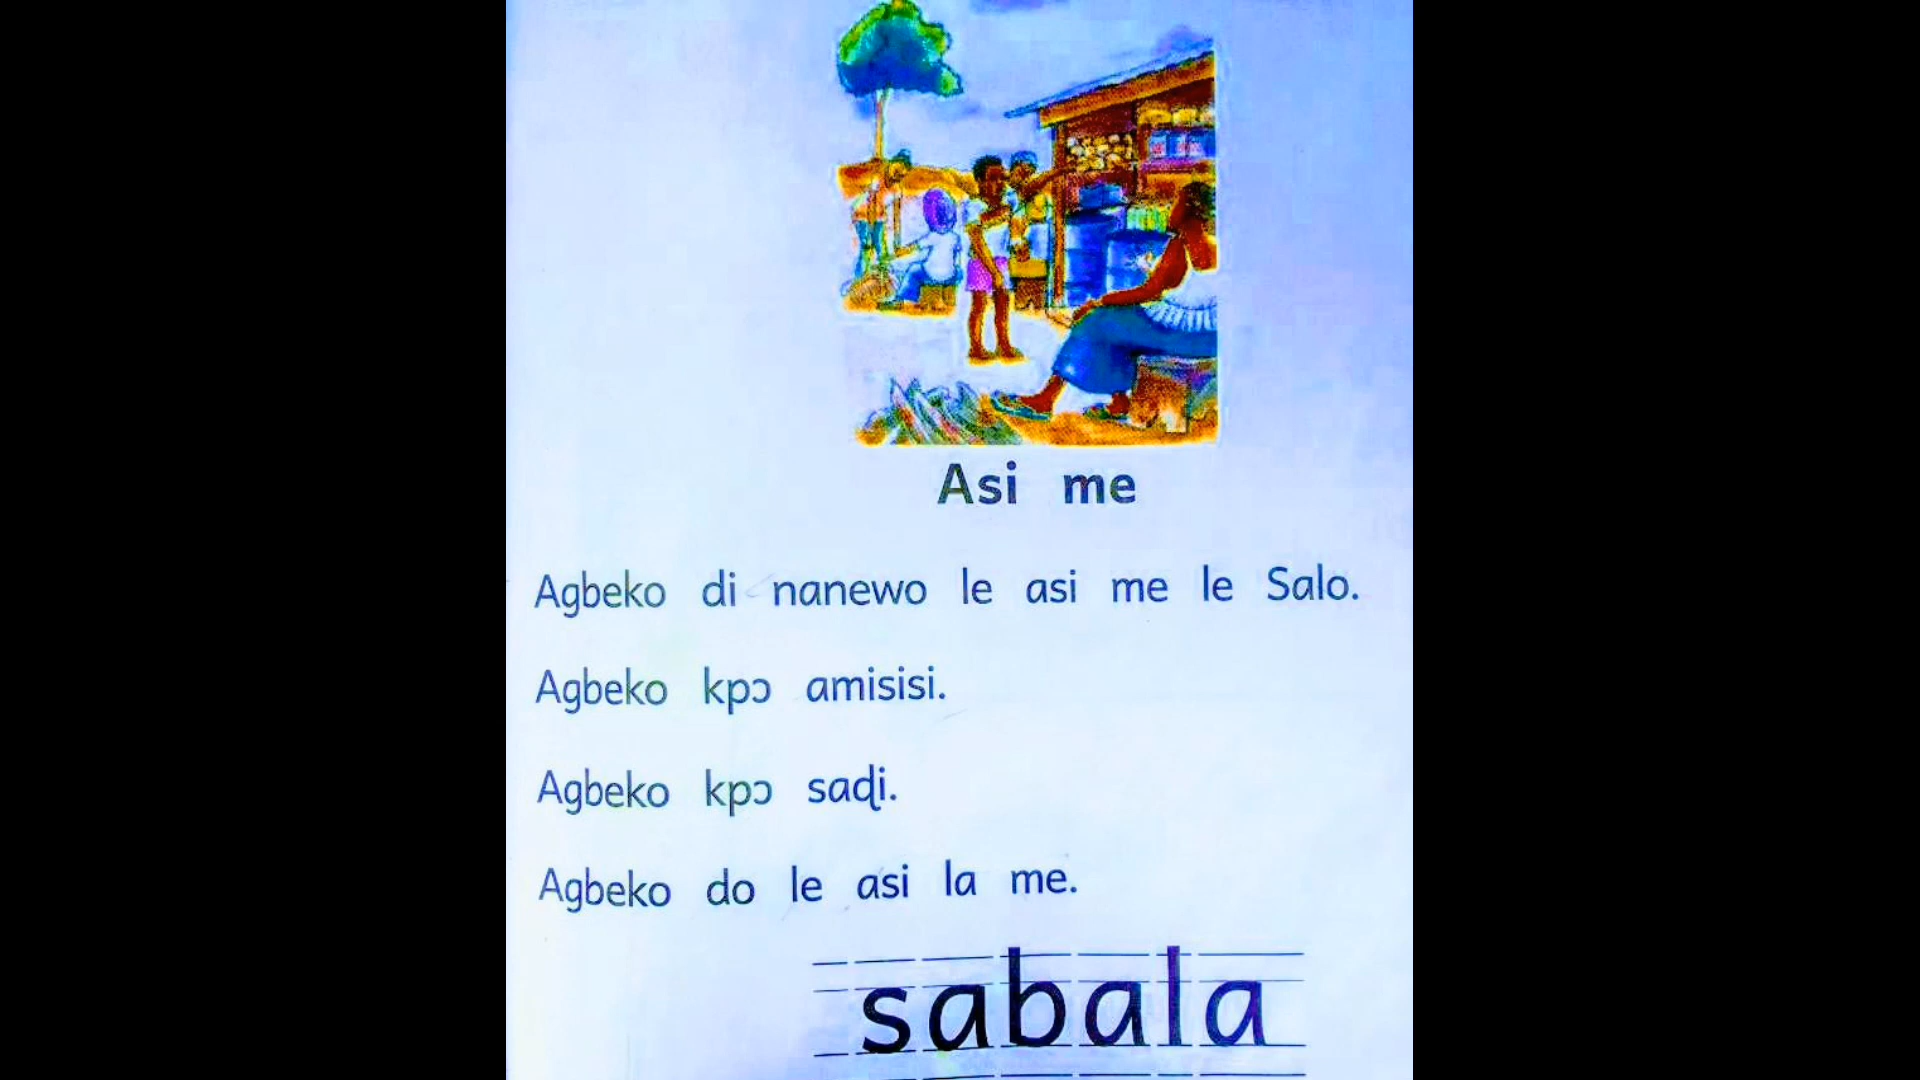 Asi me
Agbeko di nanewo le asi me le Salo.
Agbeko kpɔ amisisi.
Agbeko kpɔ saɖi.
Agbeko do le asi la me.
sabala